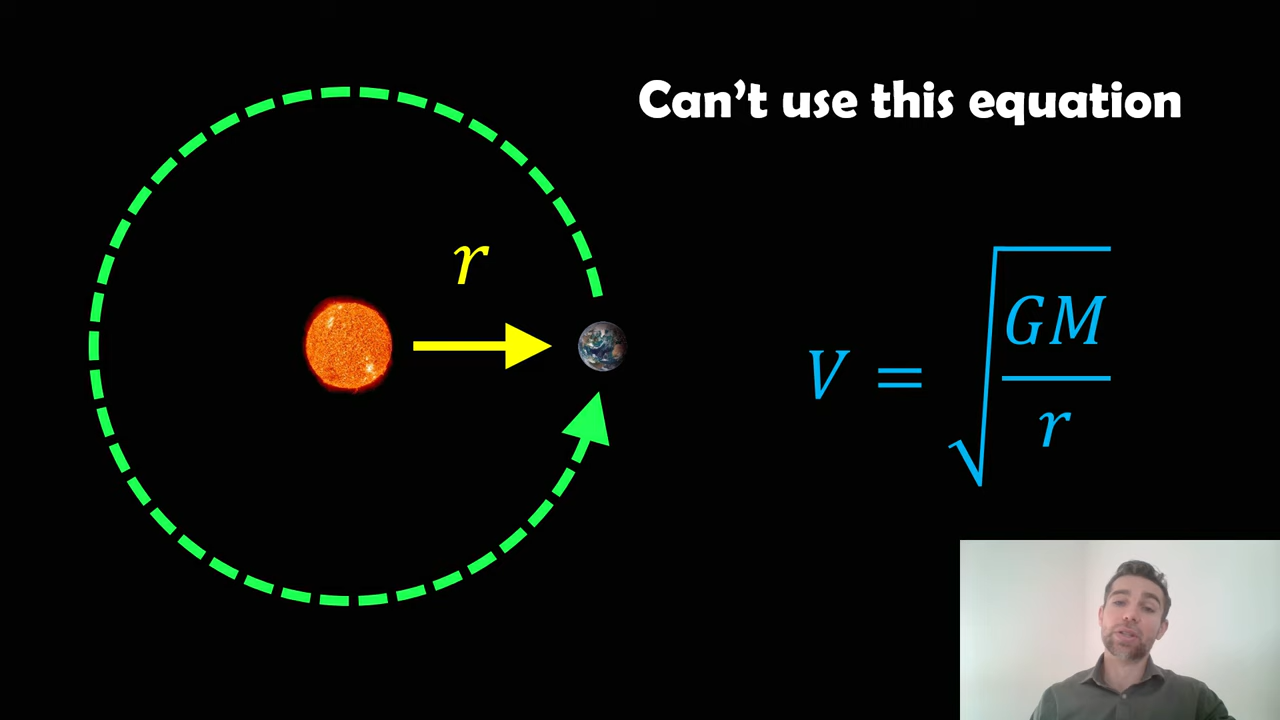 Can't use this equation
r
V = √(GM/r)